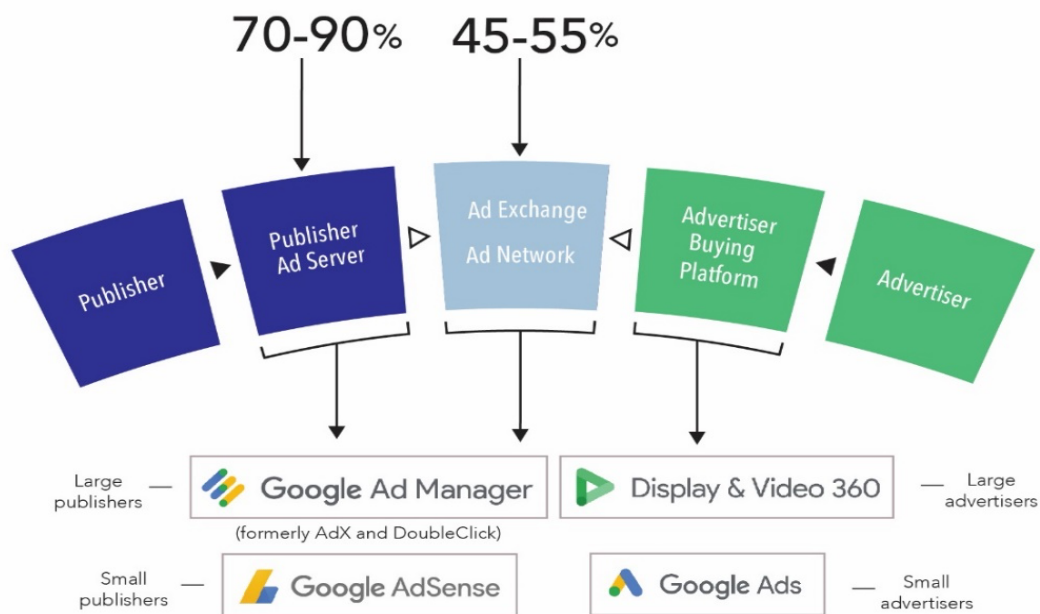 70-90%
45-55%
Publisher
Publisher
Ad Server
Ad Exchange
Ad Network
Advertiser
Buying
Platform
Advertiser
Large
publishers
Google Ad Manager
(formerly AdX and DoubleClick)
Display & Video 360
Large
advertisers
Small
publishers
Google AdSense
Google Ads
Small
advertisers